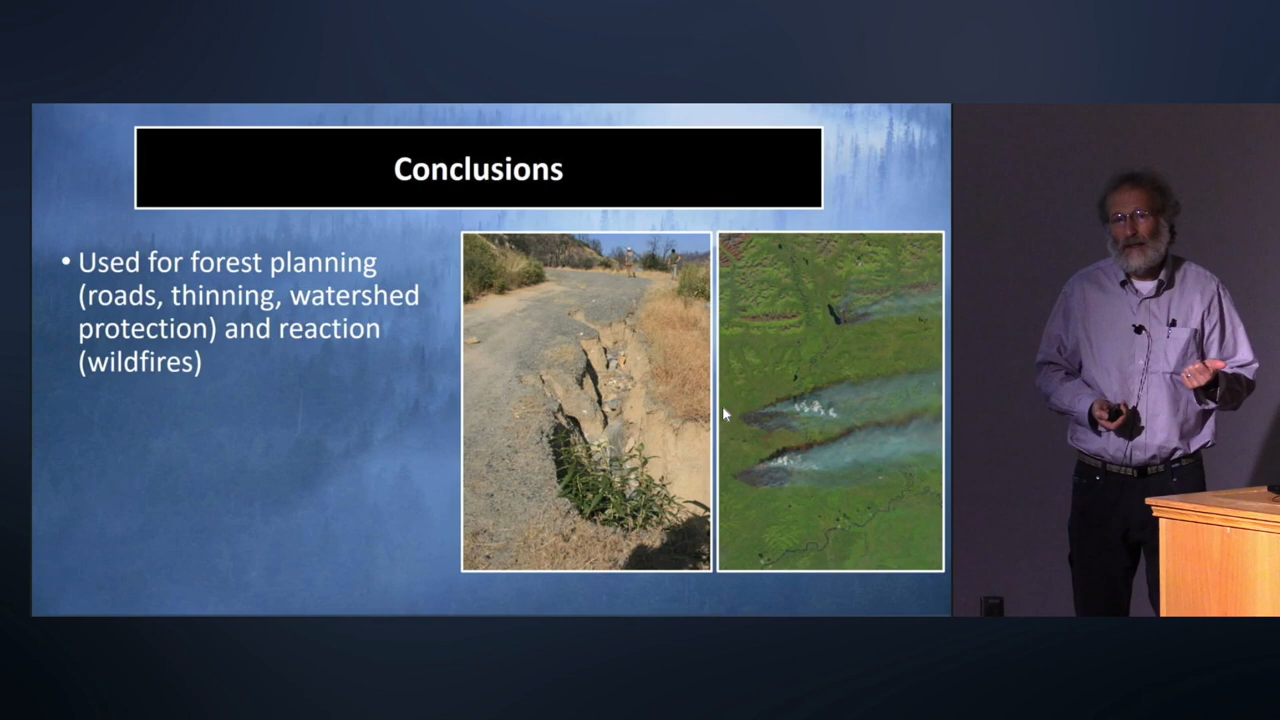 Conclusions
• Used for forest planning
(roads, thinning, watershed
protection) and reaction
(wildfires)